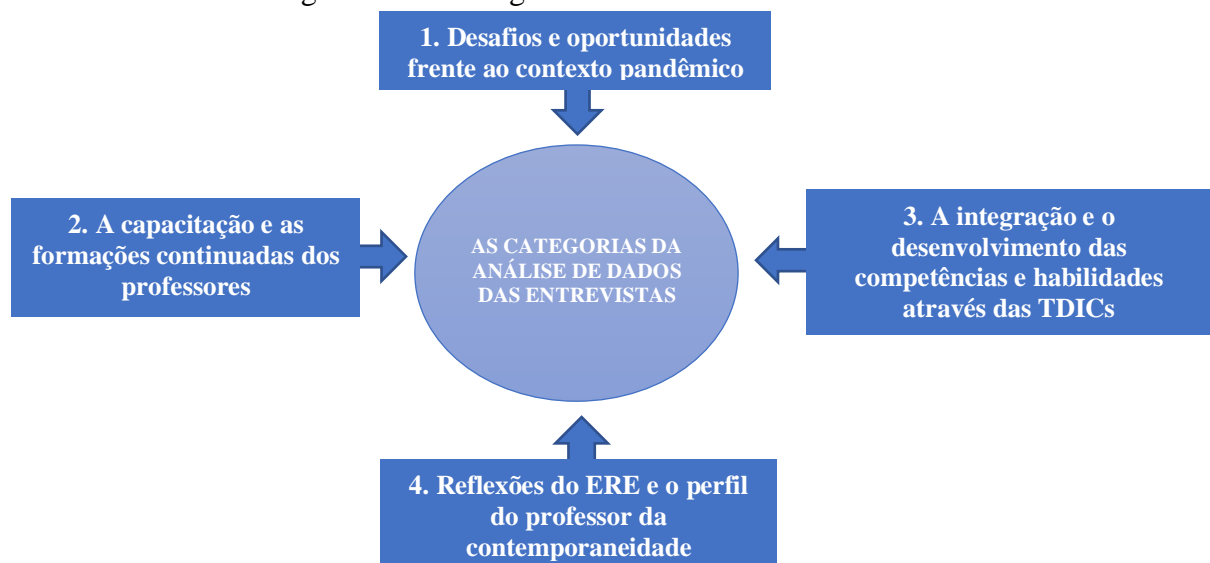 1. Desafios e oportunidades
frente ao contexto pandêmico
2. A capacitação e as
formações continuadas dos
professores
AS CATEGORIAS DA
ANÁLISE DE DADOS
DAS ENTREVISTAS
3. A integração e o
desenvolvimento das
competências e habilidades
através das TDICs
4. Reflexões do ERE e o perfil
do professor da
contemporaneidade